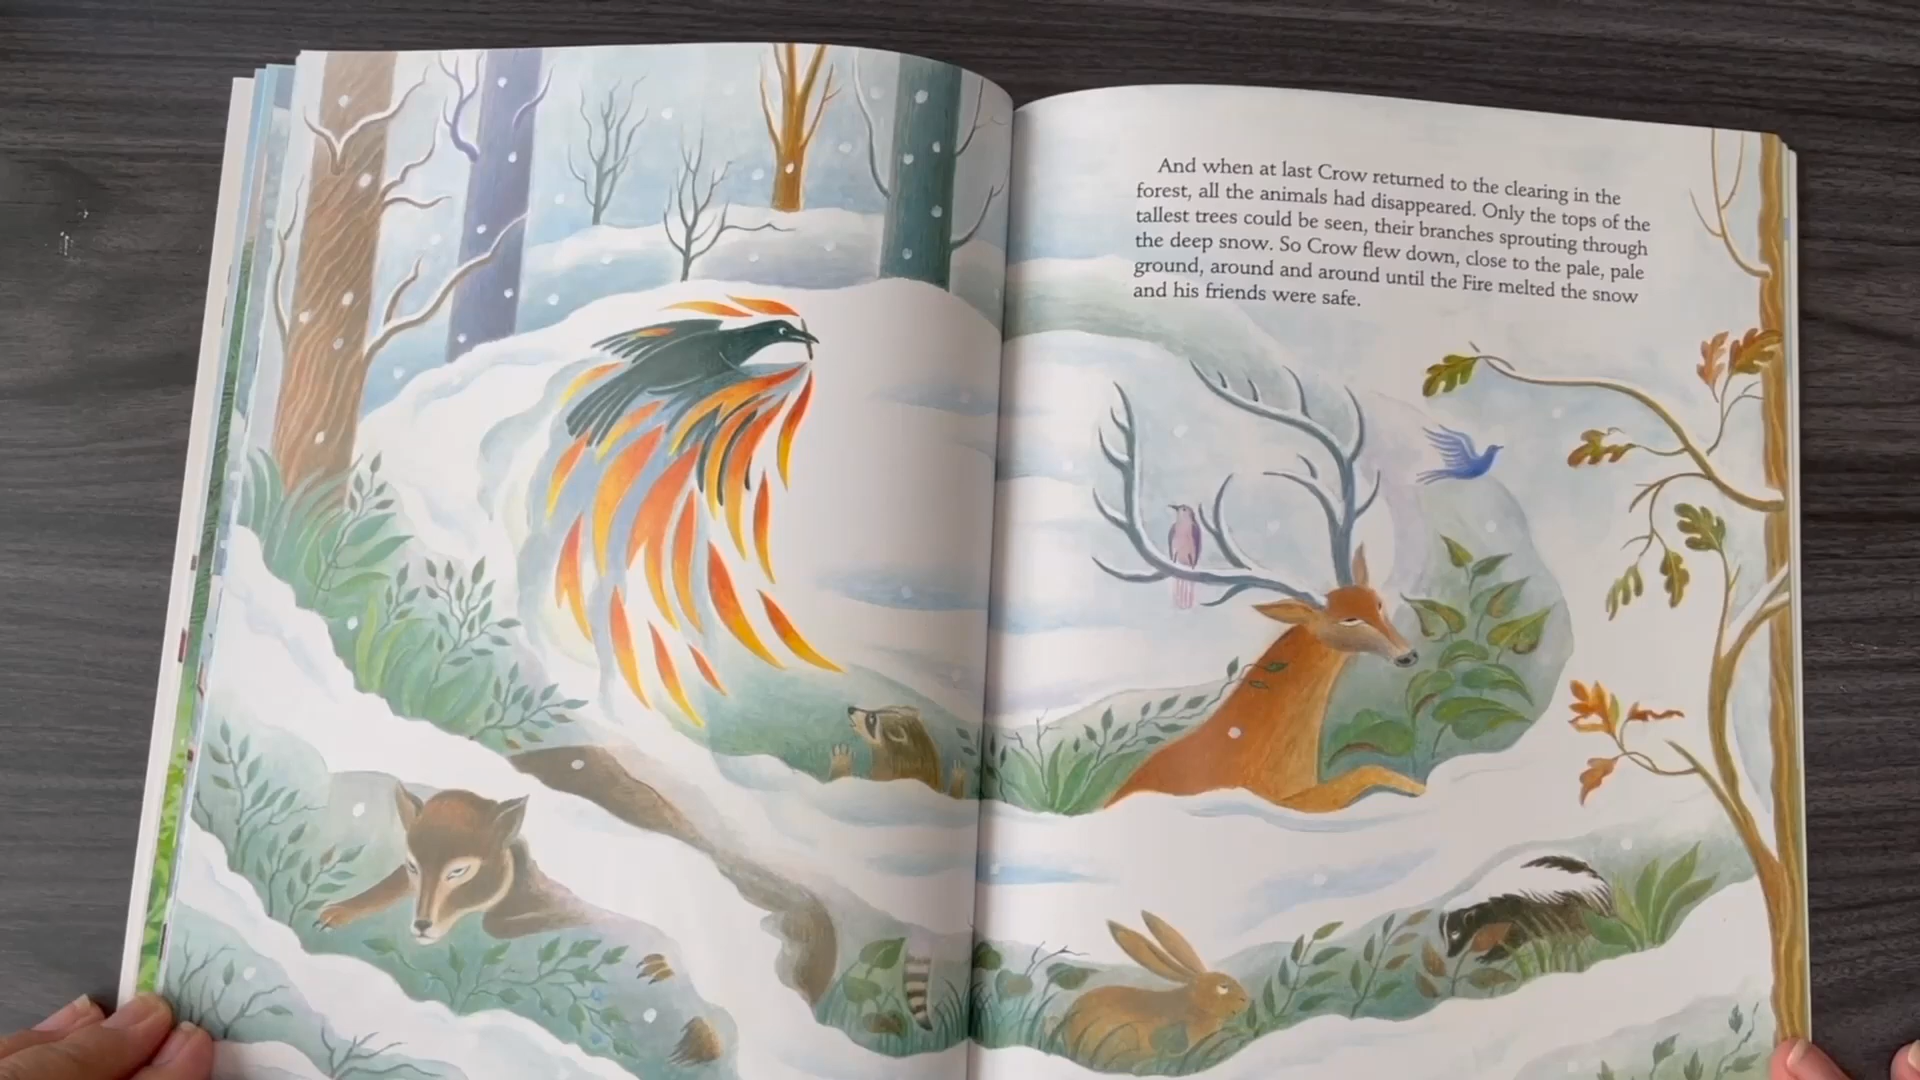 And when at last Crow returned to the clearing in the
forest, all the animals had disappeared. Only the tops of the
tallest trees could be seen, their branches sprouting through
the deep snow. So Crow flew down, close to the pale, pale
ground, around and around until the Fire melted the snow
and his friends were safe.